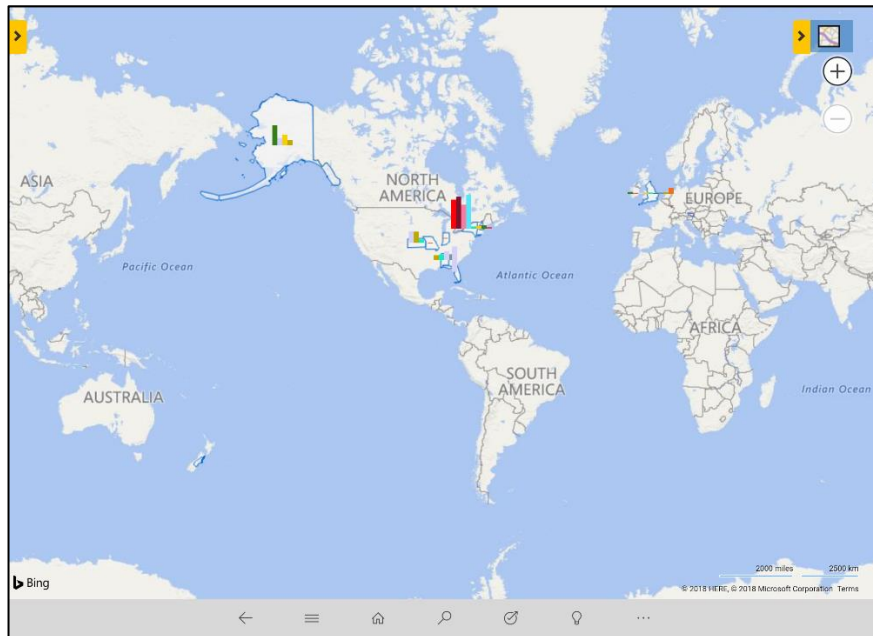 ASIA
NORTH
AMERICA
EUROPE
Pacific Ocean
Atlantic Ocean
AFRICA
SOUTH
AMERICA
AUSTRALIA
Indian Ocean
Bing
2000 miles 2500 km
© 2018 HERE, © 2018 Microsoft Corporation Terms